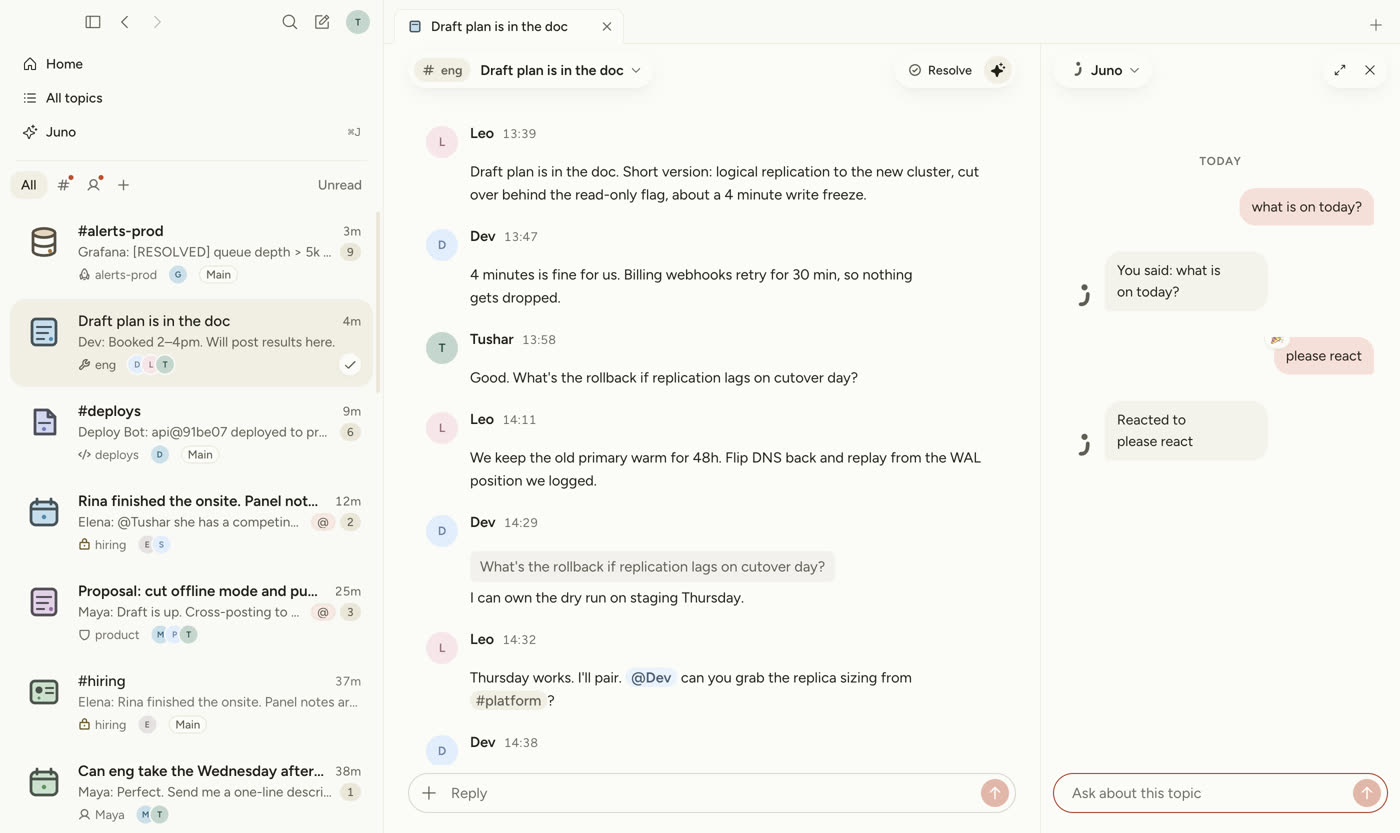 T
Home
All topics
Juno ⌘J
All Unread
#alerts-prod 3m
Grafana: [RESOLVED] queue depth > 5k ... 9
alerts-prod G Main
Draft plan is in the doc 4m
Dev: Booked 2–4pm. Will post results here.
eng D L T
#deploys 9m
Deploy Bot: api@91be07 deployed to pr... 6
deploys D Main
Rina finished the onsite. Panel not... 12m
Elena: @Tushar she has a competin... @ 2
hiring E S
Proposal: cut offline mode and pu... 25m
Maya: Draft is up. Cross-posting to ... @ 3
product M P T
#hiring 37m
Elena: Rina finished the onsite. Panel notes ar...
hiring E Main
Can eng take the Wednesday after... 38m
Maya: Perfect. Send me a one-line descri... 1
Maya M T
Draft plan is in the doc
# eng Draft plan is in the doc
Resolve
L Leo 13:39
Draft plan is in the doc. Short version: logical replication to the new cluster, cut
over behind the read-only flag, about a 4 minute write freeze.
D Dev 13:47
4 minutes is fine for us. Billing webhooks retry for 30 min, so nothing
gets dropped.
T Tushar 13:58
Good. What's the rollback if replication lags on cutover day?
L Leo 14:11
We keep the old primary warm for 48h. Flip DNS back and replay from the WAL
position we logged.
D Dev 14:29
What's the rollback if replication lags on cutover day?
I can own the dry run on staging Thursday.
L Leo 14:32
Thursday works. I'll pair. @Dev can you grab the replica sizing from
#platform ?
D Dev 14:38
Reply
Juno
TODAY
what is on today?
You said: what is
on today?
please react
Reacted to
please react
Ask about this topic